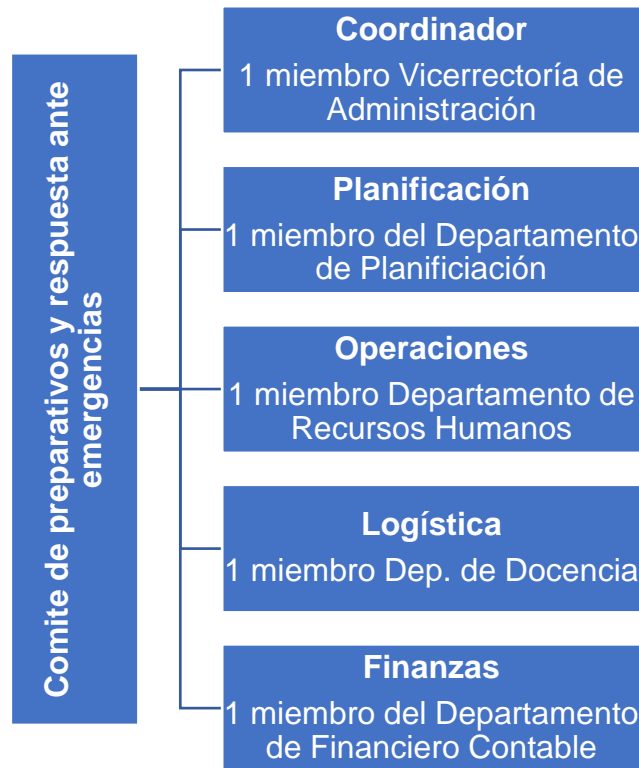 Comite de preparativos y respuesta ante
emergencias
Coordinador
1 miembro Vicerrectoría de
Administración
Planificación
1 miembro del Departamento
de Planificiación
Operaciones
1 miembro Departamento de
Recursos Humanos
Logística
1 miembro Dep. de Docencia
Finanzas
1 miembro del Departamento
de Financiero Contable